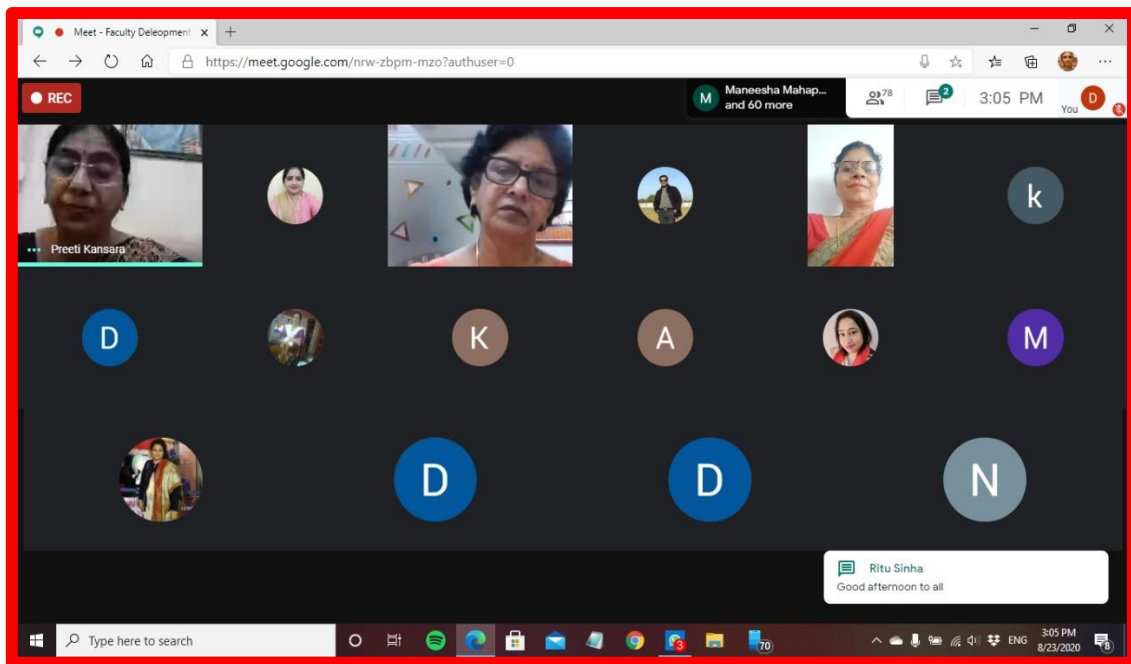 Meet - Faculty Deleopment
https://meet.google.com/nrw-zbpm-mzo?authuser=0
REC
M
Maneesha Mahap...
and 60 more
78
2
3:05 PM
You
D
Preeti Kansara
k
D
K
A
M
D
D
N
Ritu Sinha
Good afternoon to all
Type here to search
3
70
ENG
3:05 PM
8/23/2020
8